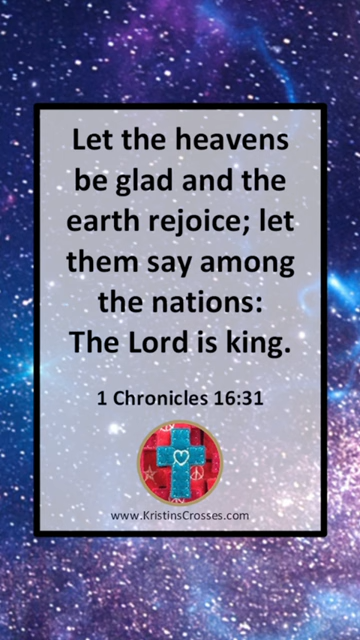 Let the heavens
be glad and the
earth rejoice; let
them say among
the nations:
The Lord is king.
1 Chronicles 16:31
www.KristinsCrosses.com